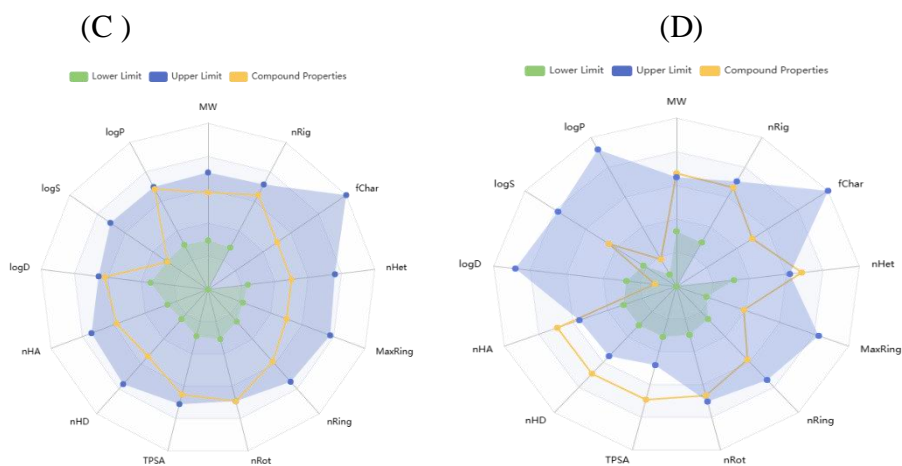 (C )
(D)
Lower Limit Upper Limit Compound Properties
MW
nRig
fChar
nHet
MaxRing
nRing
nRot
TPSA
nHD
nHA
logD
logS
logP
Lower Limit Upper Limit Compound Properties
MW
nRig
fChar
nHet
MaxRing
nRing
nRot
TPSA
nHD
nHA
logD
logS
logP